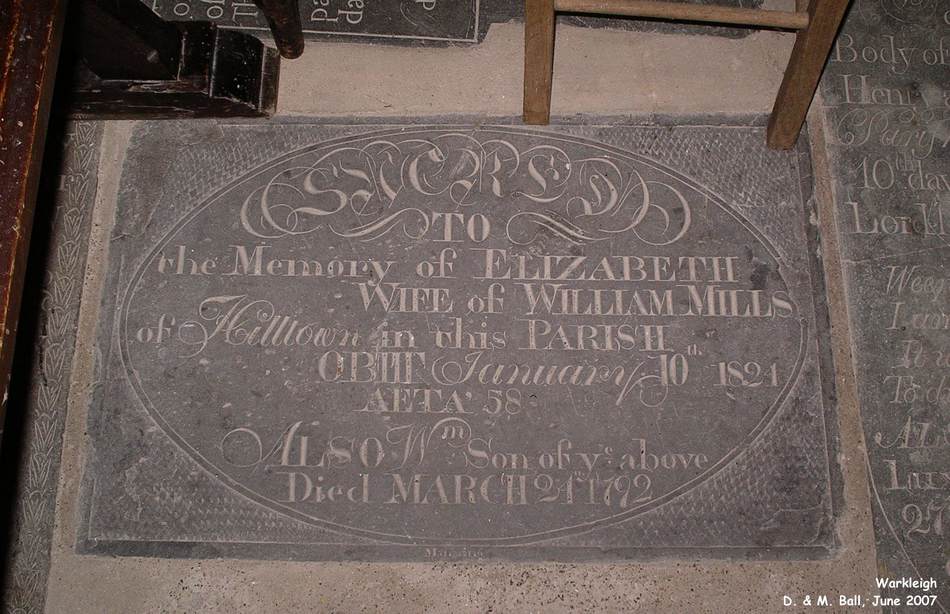 SACRED
TO
the Memory of ELIZABETH
WIFE of WILLIAM MILLS
of Hilltown in this PARISH
OBIIT January 10th 1824
AETA' 58
ALSO Wm Son of ye above
Died MARCH 24th 1792
Body of
10th day
Lord
Warkleigh
D. & M. Ball, June 2007